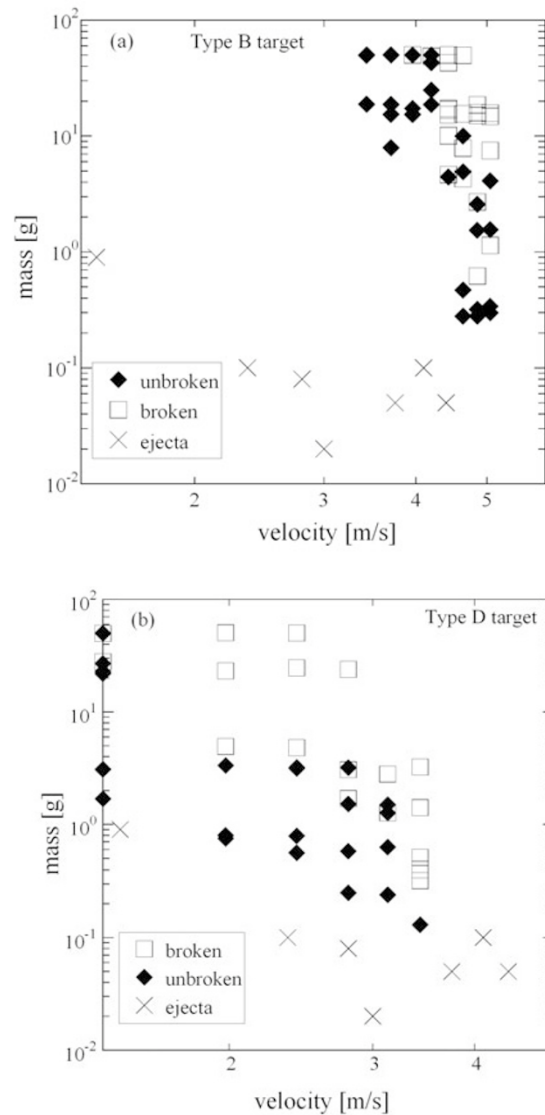 (a)
Type B target
10^2
10^1
10^0
10^-1
10^-2
mass [g]
unbroken
broken
ejecta
2
3
4
5
velocity [m/s]
(b)
Type D target
10^2
10^1
10^0
10^-1
10^-2
mass [g]
broken
unbroken
ejecta
2
3
4
velocity [m/s]